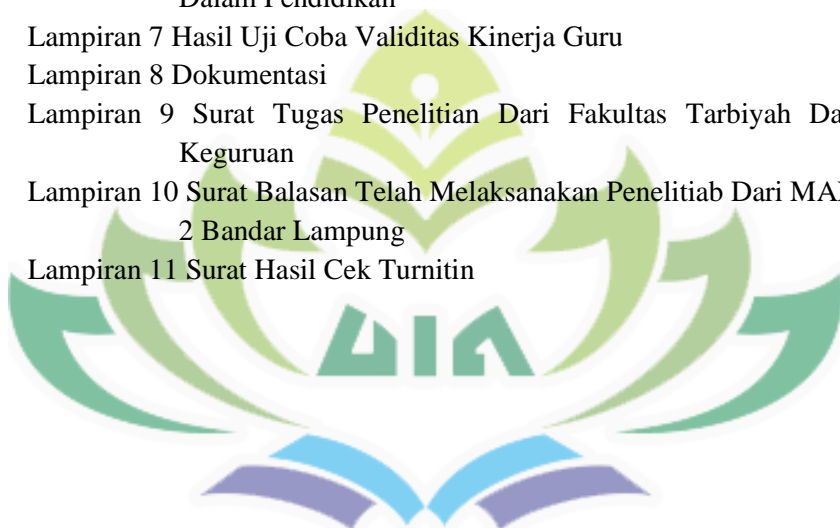 Dalam Pendidikan
Lampiran 7 Hasil Uji Coba Validitas Kinerja Guru
Lampiran 8 Dokumentasi
Lampiran 9 Surat Tugas Penelitian Dari Fakultas Tarbiyah Da
Keguruan
Lampiran 10 Surat Balasan Telah Melaksanakan Penelitiab Dari MA
2 Bandar Lampung
Lampiran 11 Surat Hasil Cek Turnitin
UIN